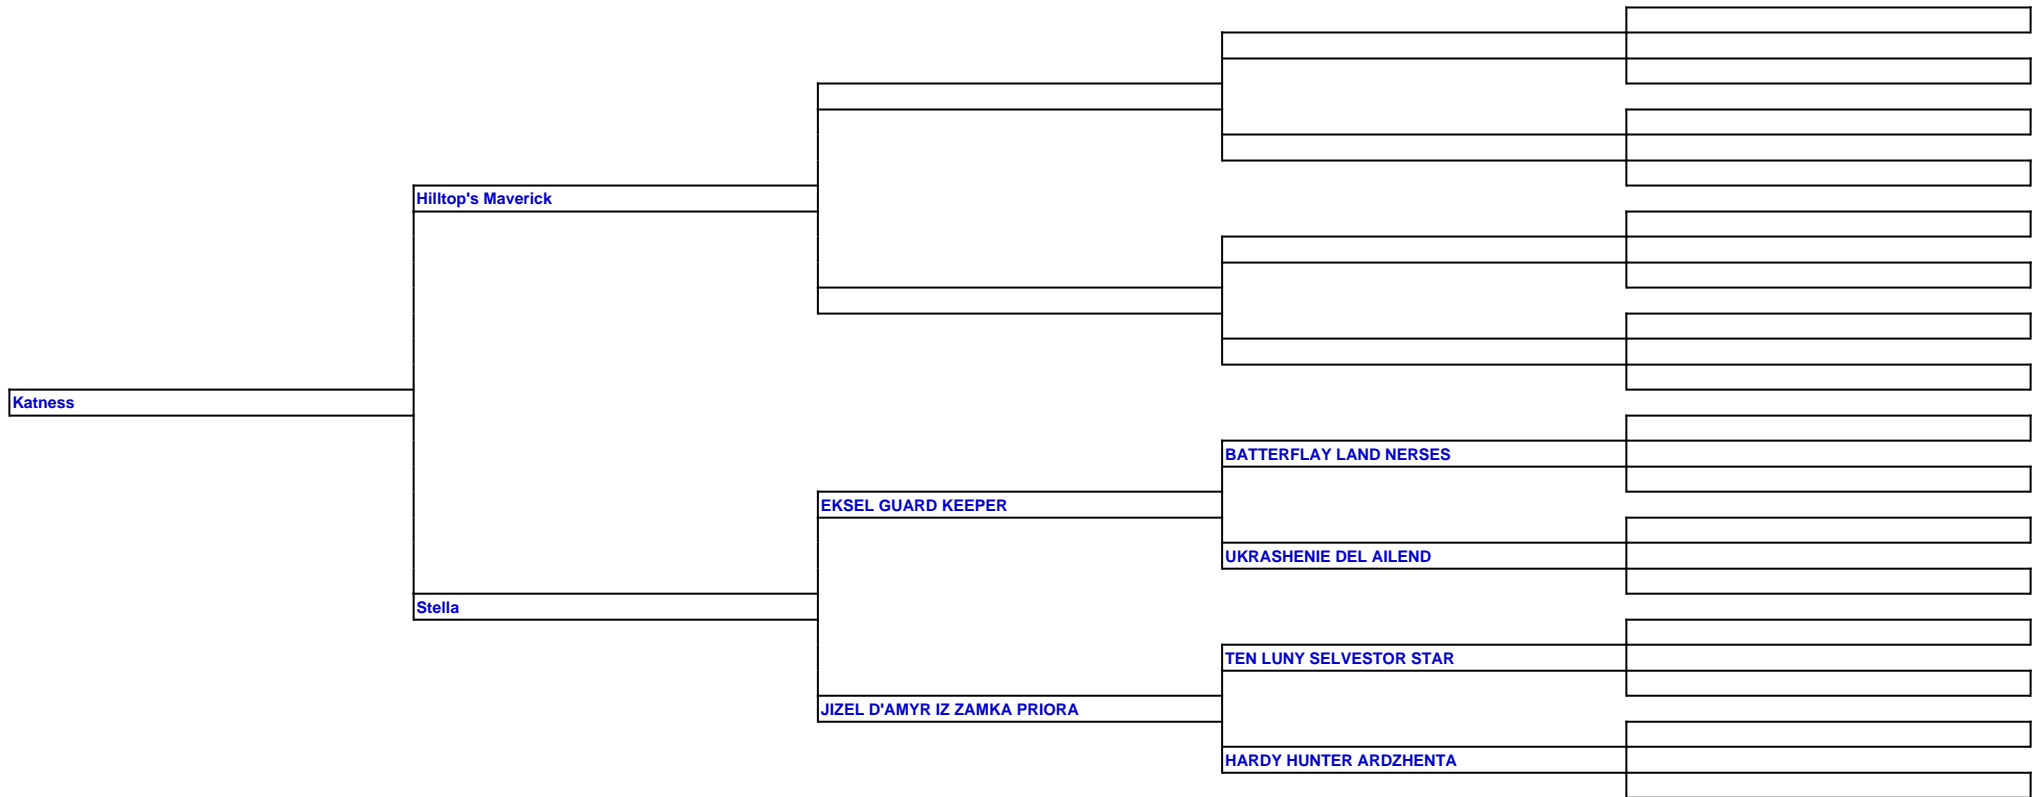 Hilltop's Maverick
Katness
BATTERFLAY LAND NERSES
EKSEL GUARD KEEPER
UKRASHENIE DEL AILEND
Stella
TEN LUNY SELVESTOR STAR
JIZEL D'AMYR IZ ZAMKA PRIORA
HARDY HUNTER ARDZHENTA